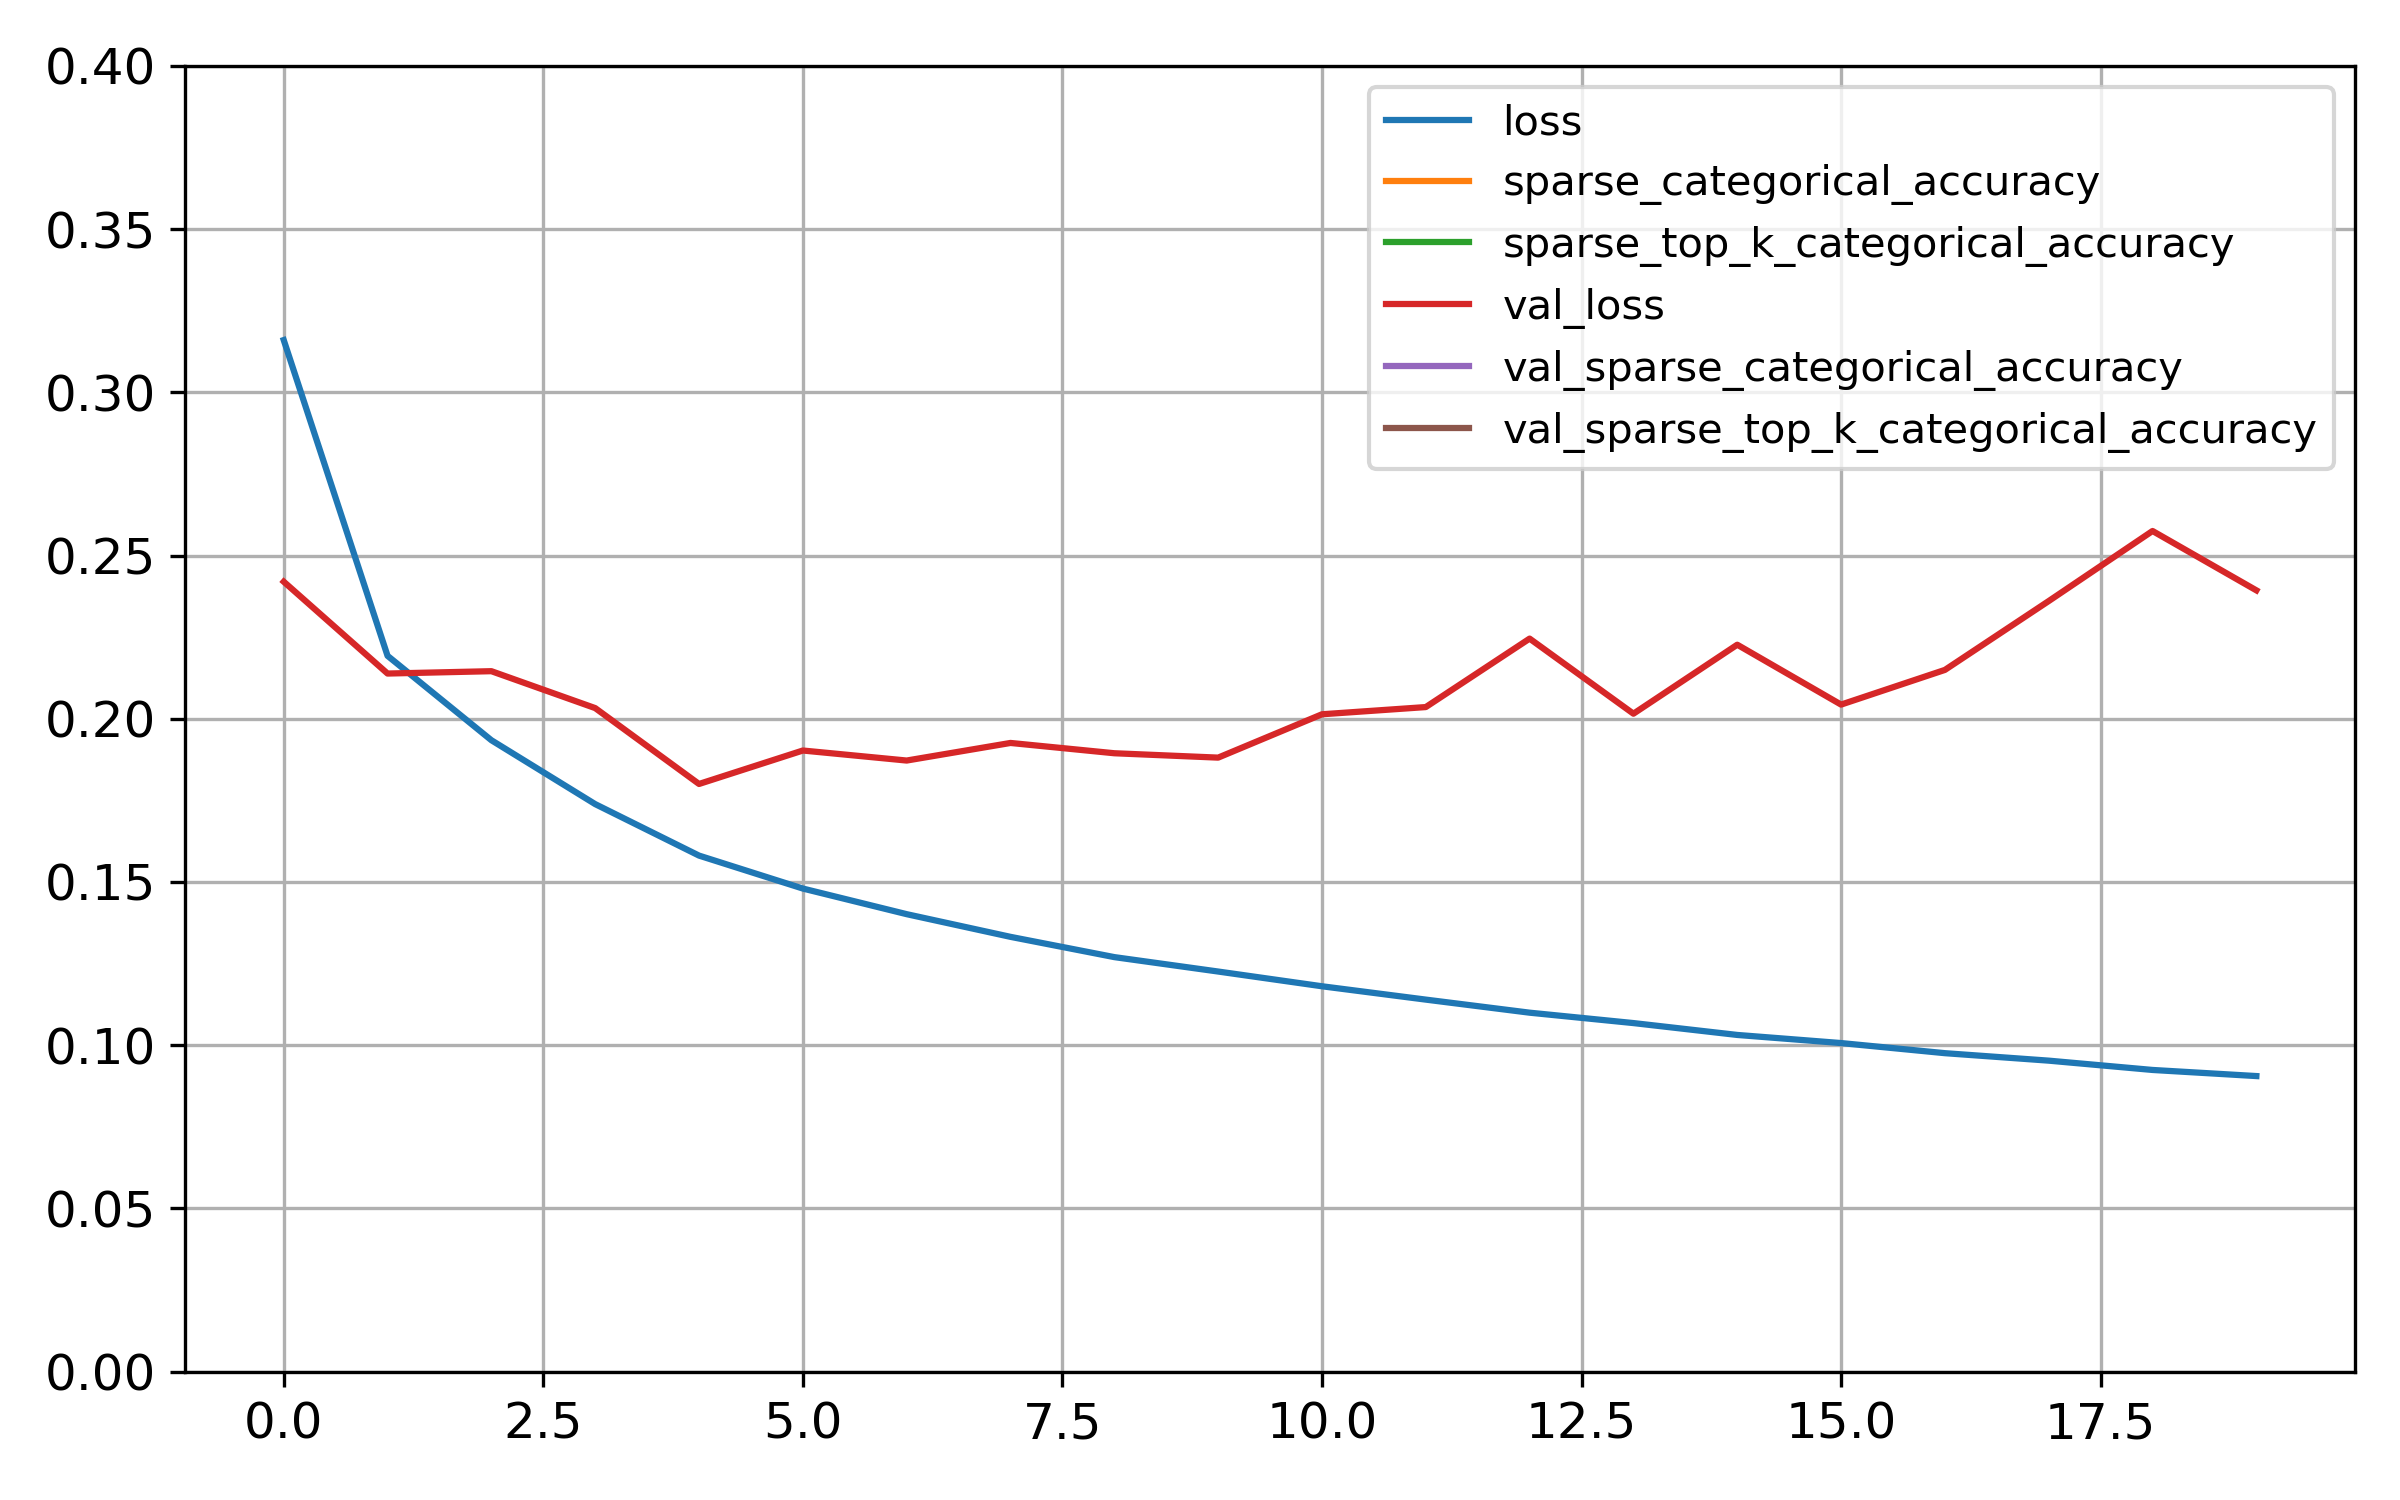 0.40
0.35
0.30
0.25
0.20
0.15
0.10
0.05
0.00
0.0 2.5 5.0 7.5 10.0 12.5 15.0 17.5
loss
sparse_categorical_accuracy
sparse_top_k_categorical_accuracy
val_loss
val_sparse_categorical_accuracy
val_sparse_top_k_categorical_accuracy